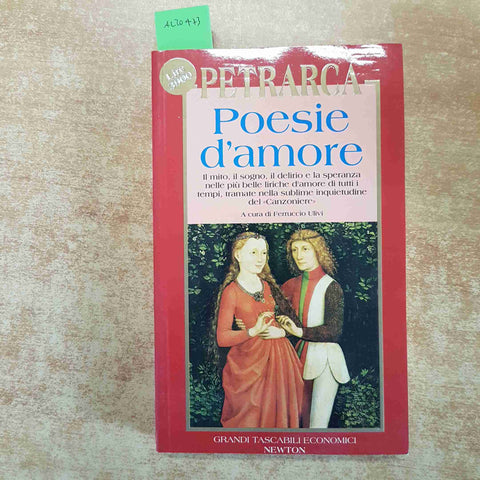 AL20473
Lire
3900
PETRARCA
Poesie
d'amore
Il mito, il sogno, il delirio e la speranza
nelle più belle liriche d'amore di tutti i
tempi, tramate nella sublime inquietudine
del «Canzoniere»
A cura di Ferruccio Ulivi
GRANDI TASCABILI ECONOMICI
NEWTON